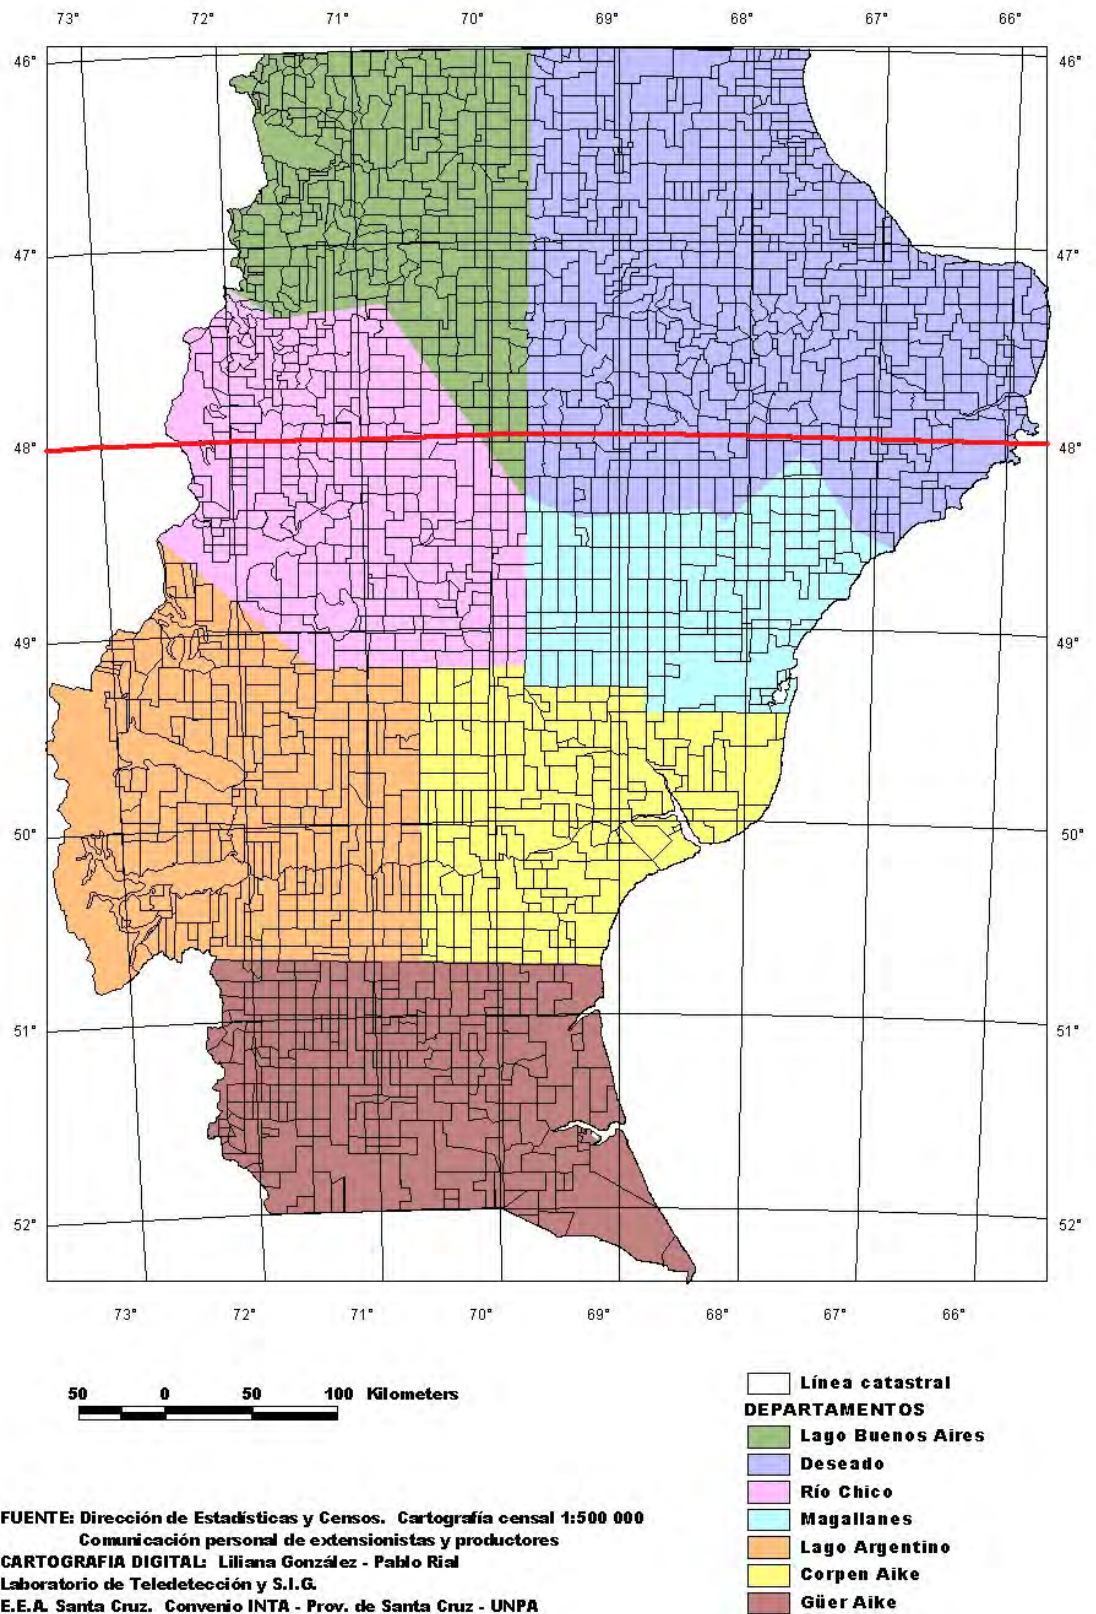 73° 72° 71° 70° 69° 68° 67° 66°
46° 46°
47° 47°
48° 48°
49° 49°
50° 50°
51° 51°
52° 52°
73° 72° 71° 70° 69° 68° 67° 66°
50 0 50 100 Kilometers
Línea catastral
DEPARTAMENTOS
Lago Buenos Aires
Deseado
Río Chico
Magallanes
Lago Argentino
Corpen Aike
Güer Aike
FUENTE: Dirección de Estadísticas y Censos. Cartografía censal 1:500 000
Comunicación personal de extensionistas y productores
CARTOGRAFIA DIGITAL: Liliana González - Pablo Rial
Laboratorio de Teledetección y S.I.G.
E.E.A. Santa Cruz. Convenio INTA - Prov. de Santa Cruz - UNPA